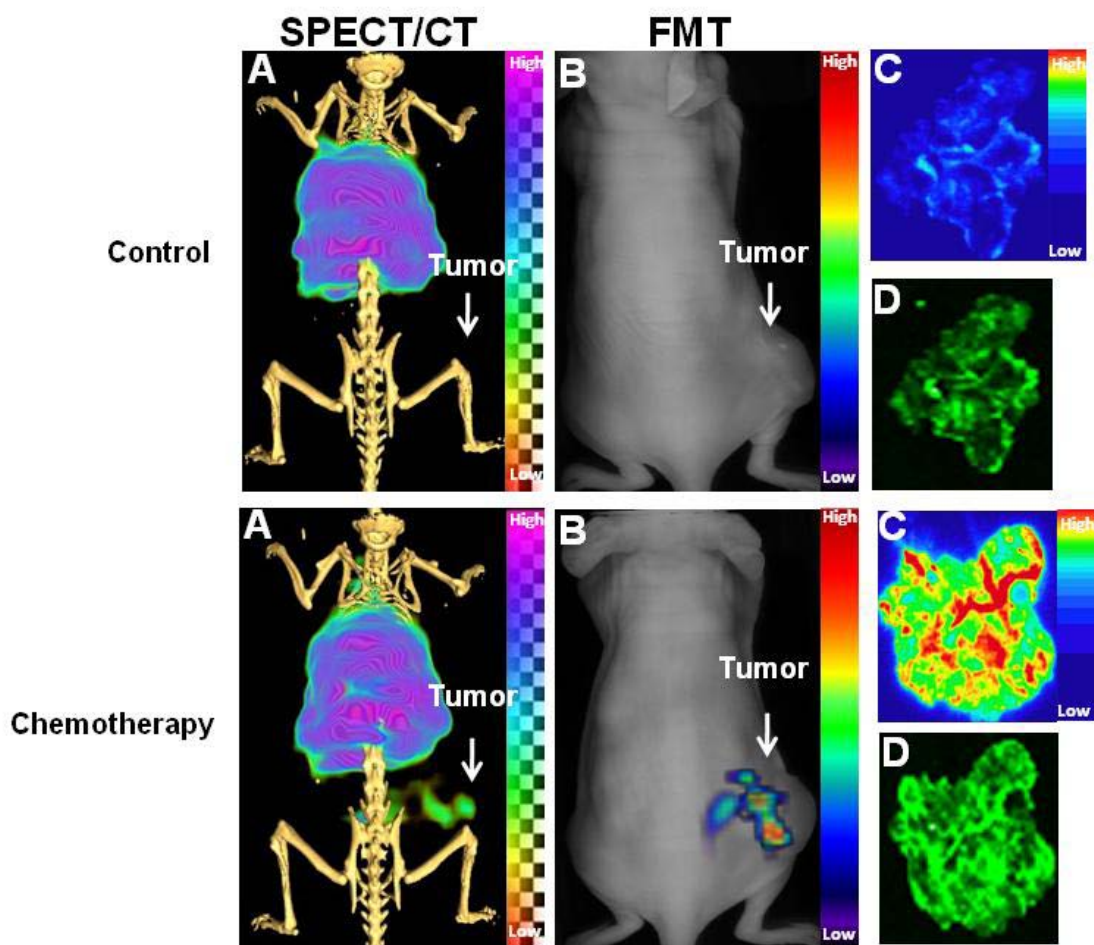 SPECT/CT FMT
A High B High C High
Tumor Tumor
Control
Low
D
Low Low
A High B High C High
Tumor Tumor
Chemotherapy
Low
D
Low Low